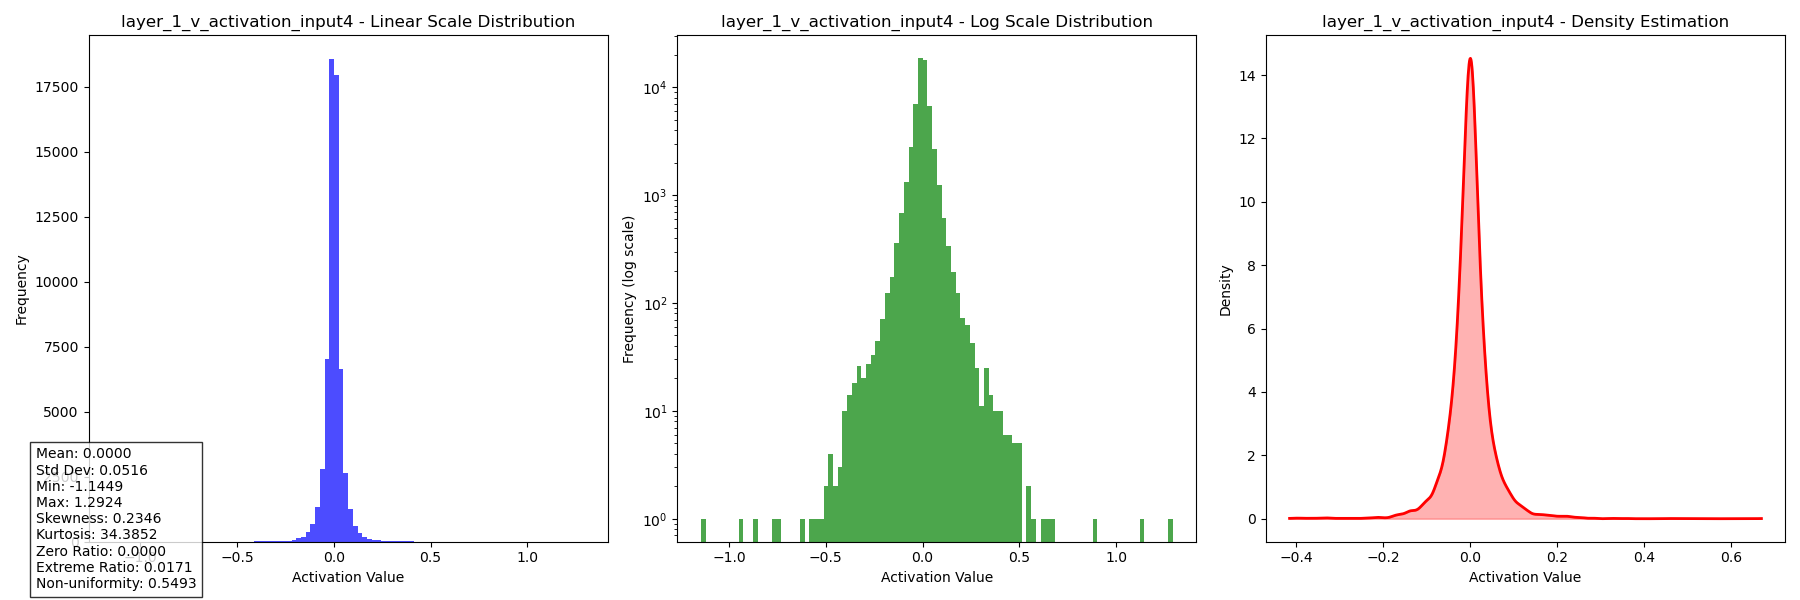 layer_1_v_activation_input4 - Linear Scale Distribution
17500
15000
12500
10000
7500
5000
2500
0
Frequency
−1.0
−0.5
0.0
0.5
1.0
Activation Value
Mean: 0.0000
Std Dev: 0.0516
Min: -1.1449
Max: 1.2924
Skewness: 0.2346
Kurtosis: 34.3852
Zero Ratio: 0.0000
Extreme Ratio: 0.0171
Non-uniformity: 0.5493
layer_1_v_activation_input4 - Log Scale Distribution
10⁴
10³
10²
10¹
10⁰
Frequency (log scale)
−1.0
−0.5
0.0
0.5
1.0
Activation Value
layer_1_v_activation_input4 - Density Estimation
14
12
10
8
6
4
2
0
Density
−0.4
−0.2
0.0
0.2
0.4
0.6
Activation Value